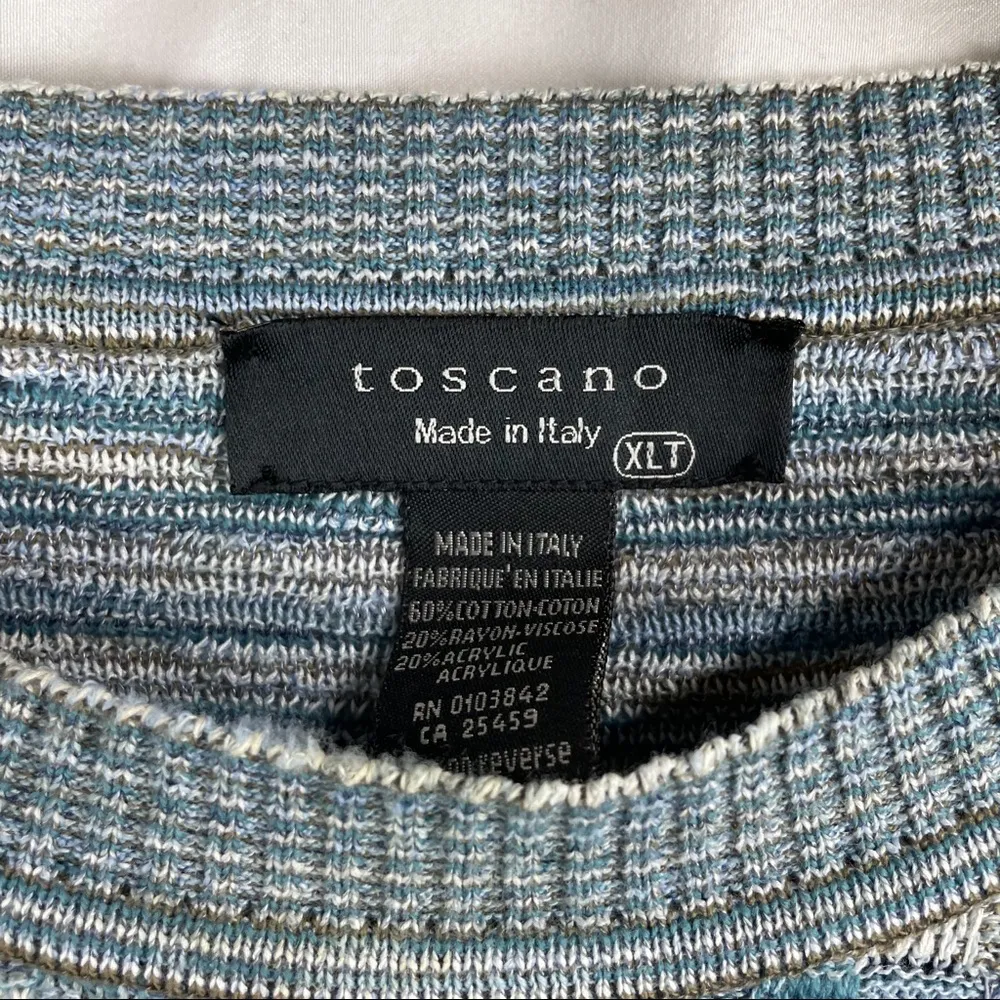 toscano
Made in Italy
XLT
MADE IN ITALY
FABRIQUE'EN ITALIE
60%COTTON-COTON
20%RAYON-VISCOSE
20%ACRYLIC
ACRYLIQUE
RN 0103842
CA 25459
reverse